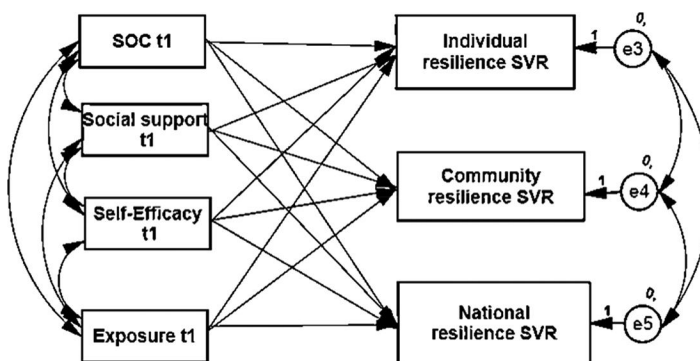 SOC t1
Social support
t1
Self-Efficacy
t1
Exposure t1
Individual
resilience SVR
Community
resilience SVR
National
resilience SVR
0,
1
e3
0,
1
e4
0,
1
e5